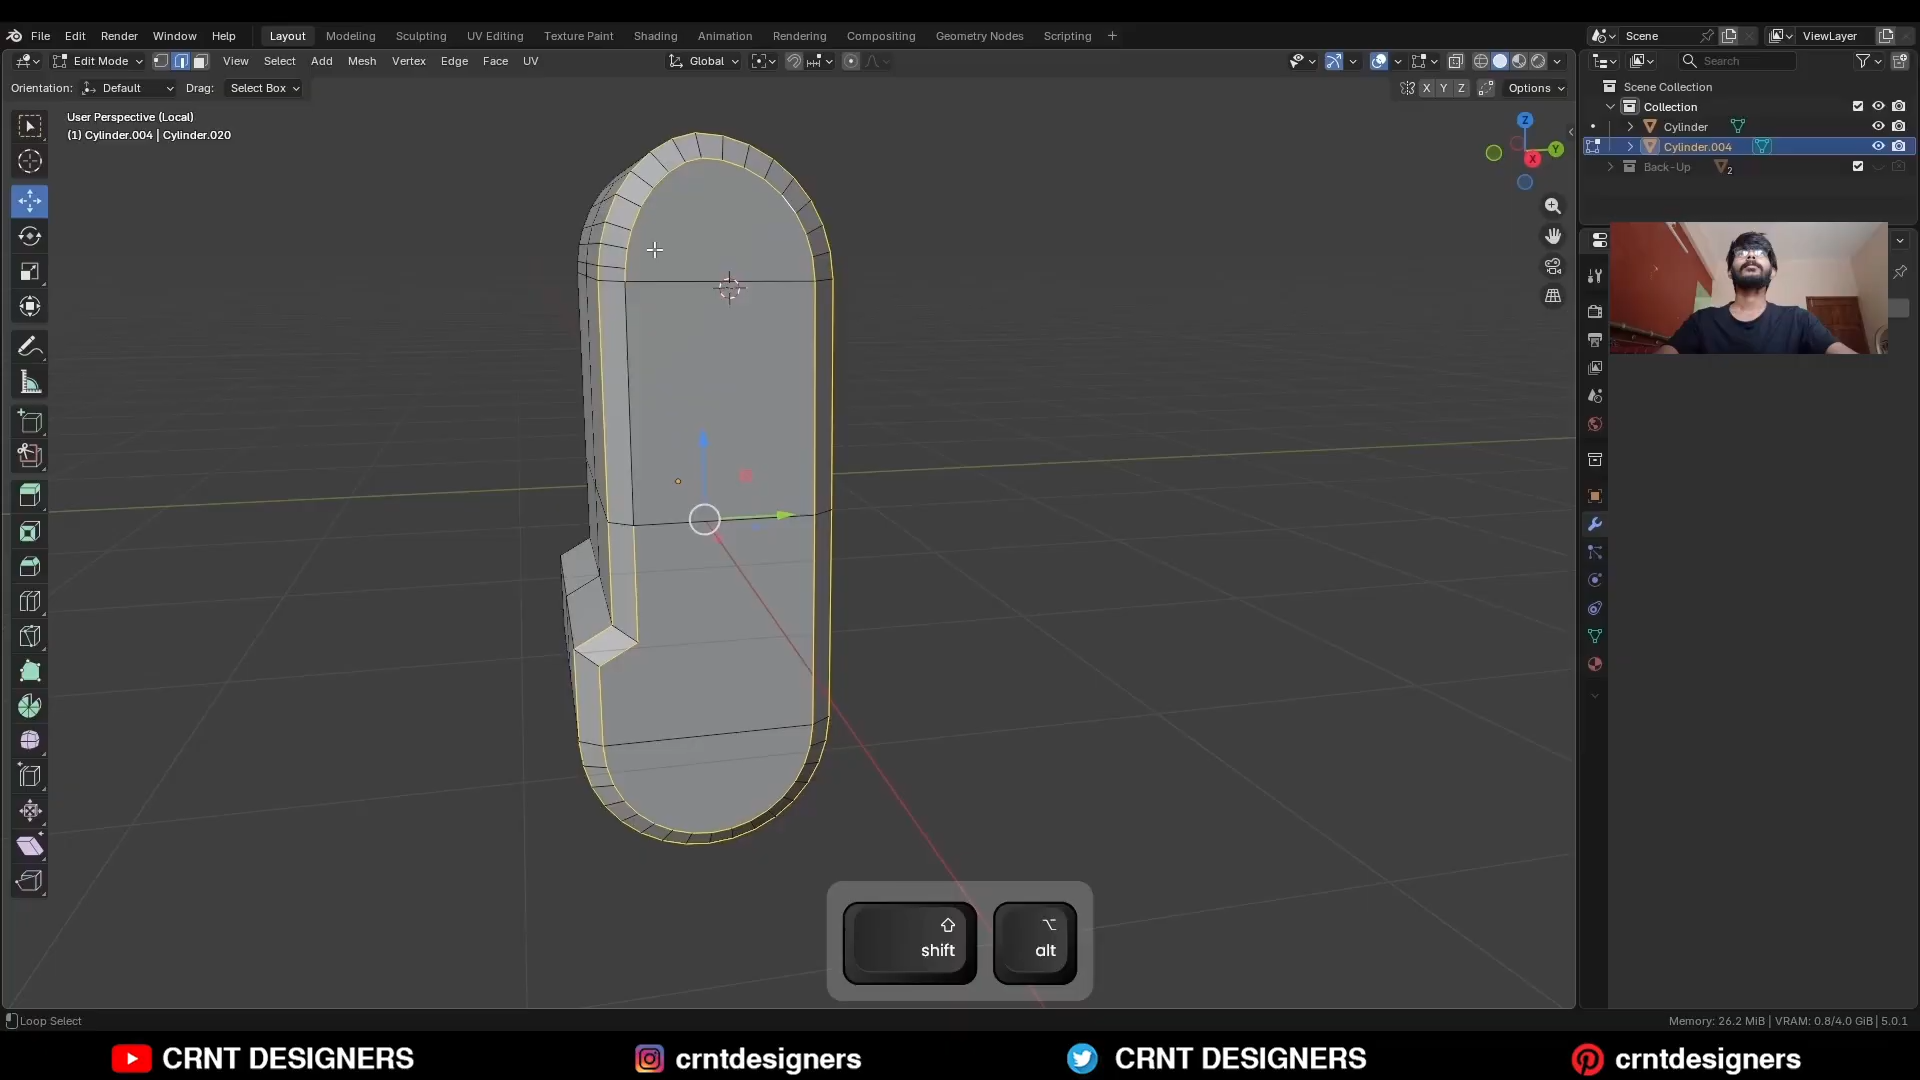 File Edit Render Window Help Layout Modeling Sculpting UV Editing Texture Paint Shading Animation Rendering Compositing Geometry Nodes Scripting + Scene ViewLayer
Edit Mode View Select Add Mesh Vertex Edge Face UV Global Search
Orientation: Default Drag: Select Box X Y Z Options
Scene Collection
Collection
Cylinder
Cylinder.004
Back-Up 2
User Perspective (Local)
(1) Cylinder.004 | Cylinder.020
Z
Y
X
shift
alt
Loop Select
Memory: 26.2 MiB | VRAM: 0.8/4.0 GiB | 5.0.1
CRNT DESIGNERS crntdesigners CRNT DESIGNERS crntdesigners